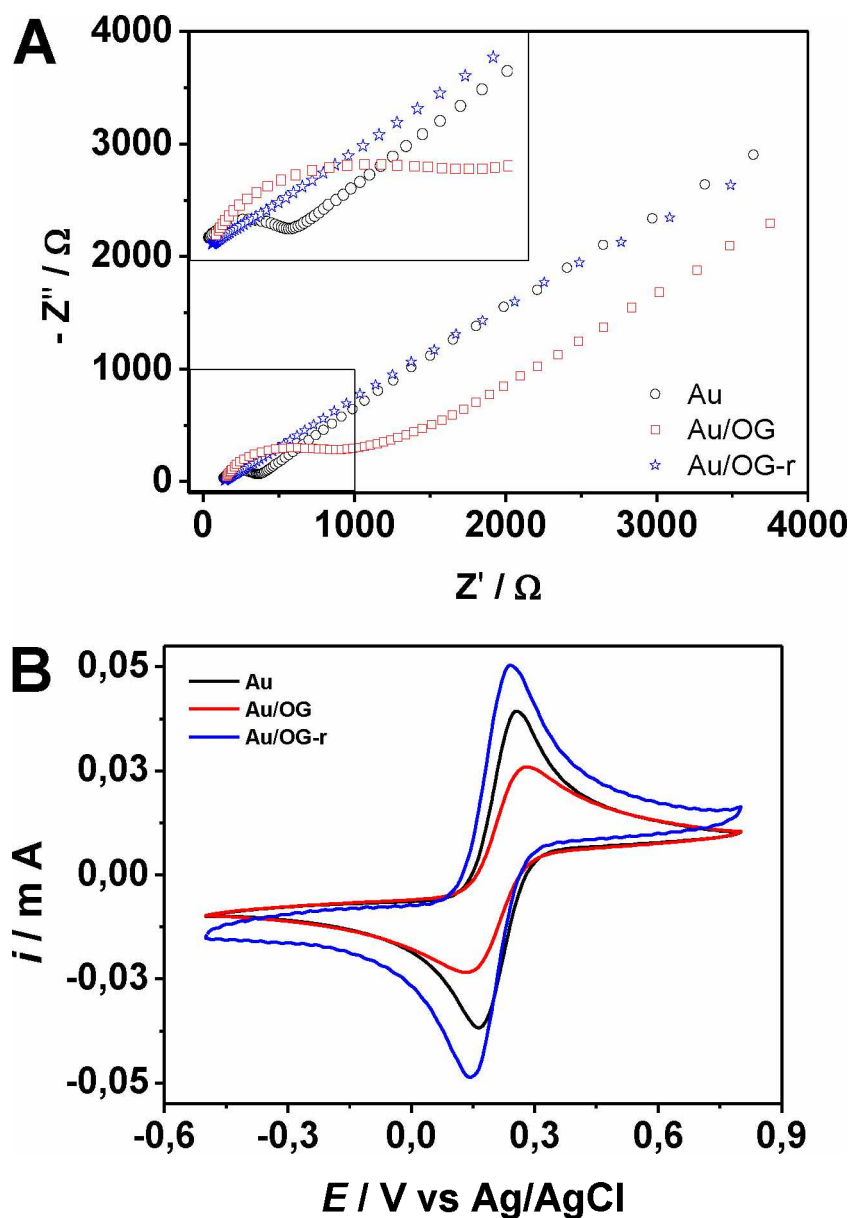 A
4000
3000
2000
1000
0
- Z'' / Ω
Au
Au/OG
Au/OG-r
0 1000 2000 3000 4000
Z' / Ω
B
Au
Au/OG
Au/OG-r
0,05
0,03
0,00
-0,03
-0,05
i / m A
-0,6 -0,3 0,0 0,3 0,6 0,9
E / V vs Ag/AgCl